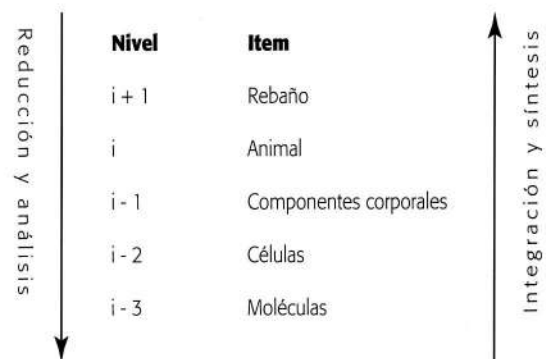 Reducción y análisis
Nivel Item
i + 1 Rebaño
i Animal
i - 1 Componentes corporales
i - 2 Células
i - 3 Moléculas
Integración y síntesis